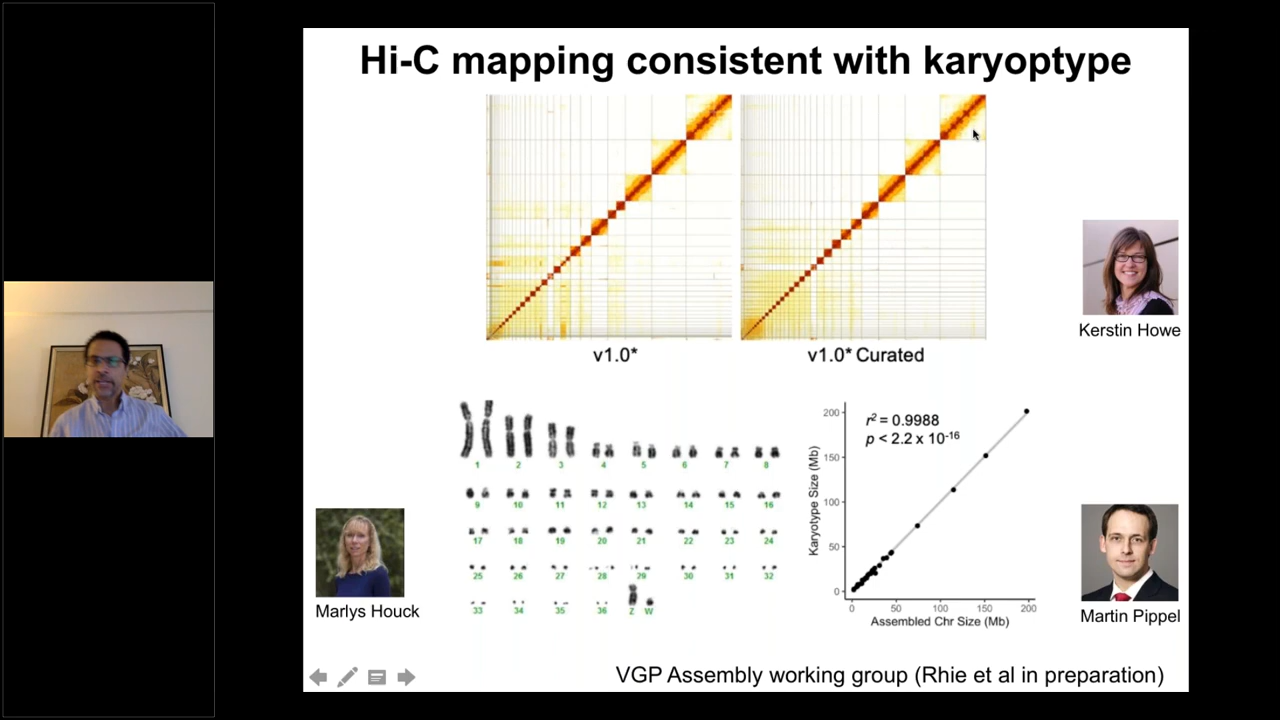 Hi-C mapping consistent with karyoptype
v1.0*
v1.0* Curated
Kerstin Howe
1 2 3 4 5 6 7 8
9 10 11 12 13 14 15 16
17 18 19 20 21 22 23 24
25 26 27 28 29 30 31 32
33 34 35 36 Z W
Karyotype Size (Mb)
200
150
100
50
0
r² = 0.9988
p < 2.2 x 10⁻¹⁶
0 50 100 150 200
Assembled Chr Size (Mb)
Marlys Houck
Martin Pippel
VGP Assembly working group (Rhie et al in preparation)